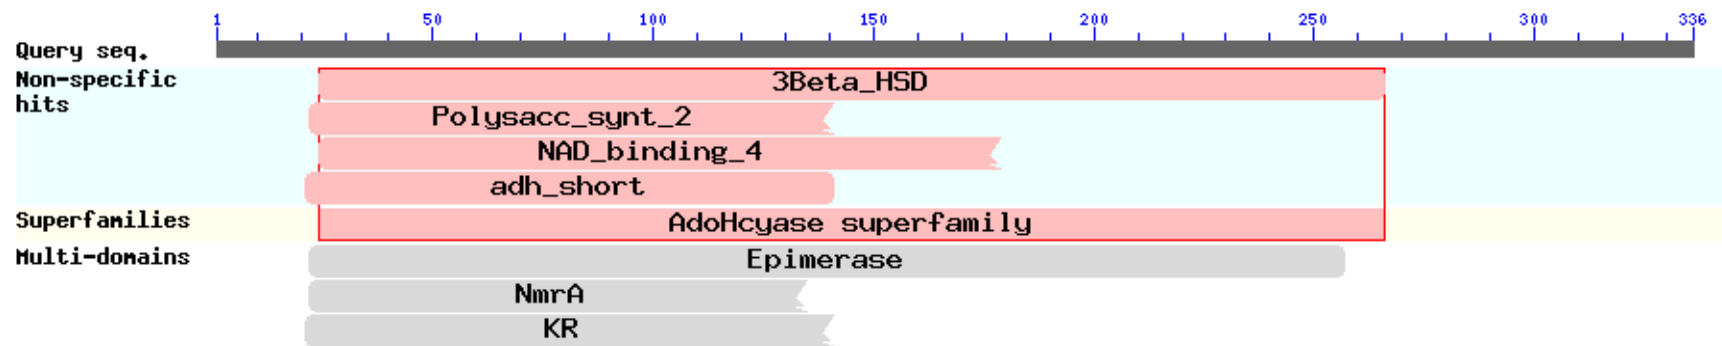 1 50 100 150 200 250 300 336
Query seq.
Non-specific
hits
3Beta_HSD
Polysacc_synt_2
NAD_binding_4
adh_short
Superfamilies
AdoHcyase superfamily
Multi-domains
Epimerase
NmrA
KR